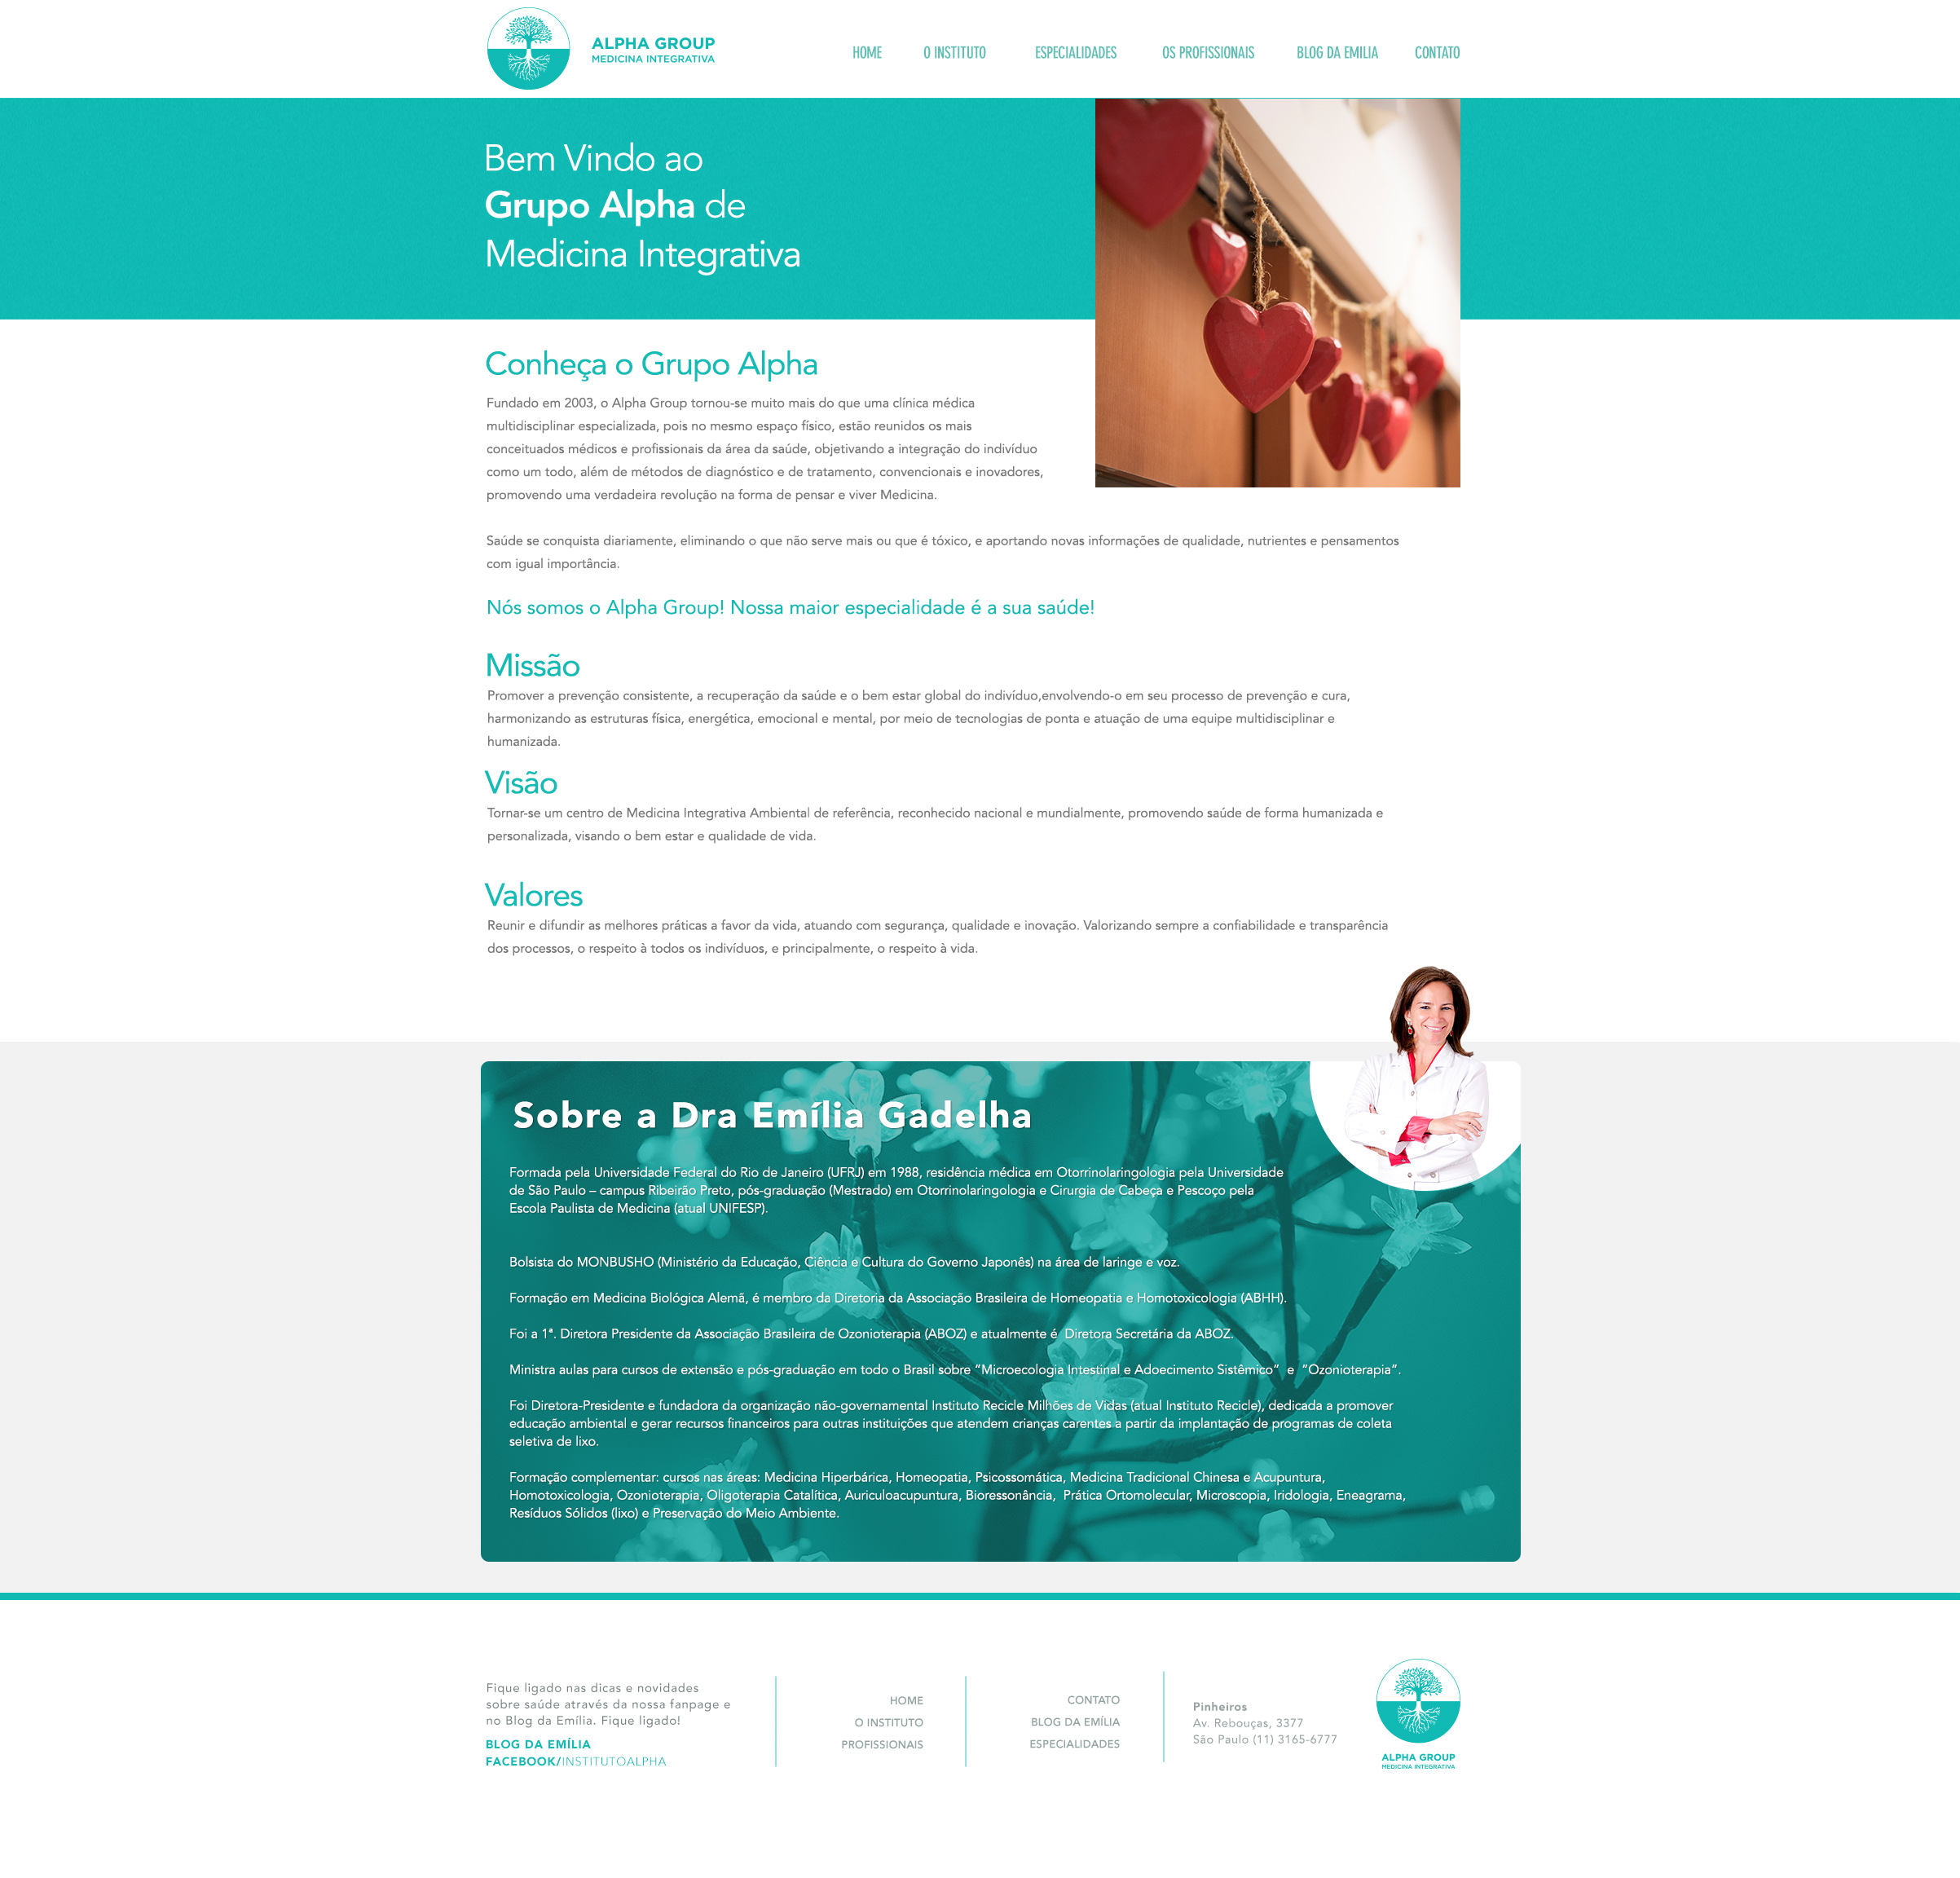 ALPHA GROUP
MEDICINA INTEGRATIVA
HOME O INSTITUTO ESPECIALIDADES OS PROFISSIONAIS BLOG DA EMILIA CONTATO
Bem Vindo ao
Grupo Alpha de
Medicina Integrativa
Conheça o Grupo Alpha
Fundado em 2003, o Alpha Group tornou-se muito mais do que uma clínica médica
multidisciplinar especializada, pois no mesmo espaço físico, estão reunidos os mais
conceituados médicos e profissionais da área da saúde, objetivando a integração do indivíduo
como um todo, além de métodos de diagnóstico e de tratamento, convencionais e inovadores,
promovendo uma verdadeira revolução na forma de pensar e viver Medicina.
Saúde se conquista diariamente, eliminando o que não serve mais ou que é tóxico, e aportando novas informações de qualidade, nutrientes e pensamentos
com igual importância.
Nós somos o Alpha Group! Nossa maior especialidade é a sua saúde!
Missão
Promover a prevenção consistente, a recuperação da saúde e o bem estar global do indivíduo,envolvendo-o em seu processo de prevenção e cura,
harmonizando as estruturas física, energética, emocional e mental, por meio de tecnologias de ponta e atuação de uma equipe multidisciplinar e
humanizada.
Visão
Tornar-se um centro de Medicina Integrativa Ambiental de referência, reconhecido nacional e mundialmente, promovendo saúde de forma humanizada e
personalizada, visando o bem estar e qualidade de vida.
Valores
Reunir e difundir as melhores práticas a favor da vida, atuando com segurança, qualidade e inovação. Valorizando sempre a confiabilidade e transparência
dos processos, o respeito à todos os indivíduos, e principalmente, o respeito à vida.
Sobre a Dra Emília Gadelha
Formada pela Universidade Federal do Rio de Janeiro (UFRJ) em 1988, residência médica em Otorrinolaringologia pela Universidade
de São Paulo – campus Ribeirão Preto, pós-graduação (Mestrado) em Otorrinolaringologia e Cirurgia de Cabeça e Pescoço pela
Escola Paulista de Medicina (atual UNIFESP).
Bolsista do MONBUSHO (Ministério da Educação, Ciência e Cultura do Governo Japonês) na área de laringe e voz.
Formação em Medicina Biológica Alemã, é membro da Diretoria da Associação Brasileira de Homeopatia e Homotoxicologia (ABHH).
Foi a 1ª. Diretora Presidente da Associação Brasileira de Ozonioterapia (ABOZ) e atualmente é Diretora Secretária da ABOZ.
Ministra aulas para cursos de extensão e pós-graduação em todo o Brasil sobre “Microecologia Intestinal e Adoecimento Sistêmico” e “Ozonioterapia”.
Foi Diretora-Presidente e fundadora da organização não-governamental Instituto Recicle Milhões de Vidas (atual Instituto Recicle), dedicada a promover
educação ambiental e gerar recursos financeiros para outras instituições que atendem crianças carentes a partir da implantação de programas de coleta
seletiva de lixo.
Formação complementar: cursos nas áreas: Medicina Hiperbárica, Homeopatia, Psicossomática, Medicina Tradicional Chinesa e Acupuntura,
Homotoxicologia, Ozonioterapia, Oligoterapia Catalítica, Auriculoacupuntura, Bioressonância, Prática Ortomolecular, Microscopia, Iridologia, Eneagrama,
Resíduos Sólidos (lixo) e Preservação do Meio Ambiente.
Fique ligado nas dicas e novidades
sobre saúde através da nossa fanpage e
no Blog da Emília. Fique ligado!
BLOG DA EMÍLIA
FACEBOOK/INSTITUTOALPHA
HOME
O INSTITUTO
PROFISSIONAIS
CONTATO
BLOG DA EMÍLIA
ESPECIALIDADES
Pinheiros
Av. Rebouças, 3377
São Paulo (11) 3165-6777
ALPHA GROUP
MEDICINA INTEGRATIVA